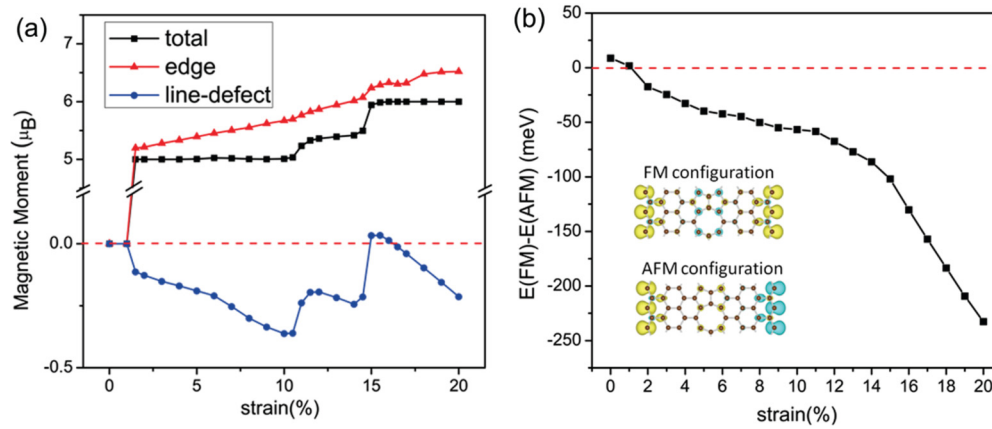 (a)
7
6
5
0.0
-0.5
total
edge
line-defect
Magnetic Moment (μB)
0 5 10 15 20
strain(%)
(b)
50
0
-50
-100
-150
-200
-250
E(FM)-E(AFM) (meV)
FM configuration
AFM configuration
0 2 4 6 8 10 12 14 16 18 20
strain(%)